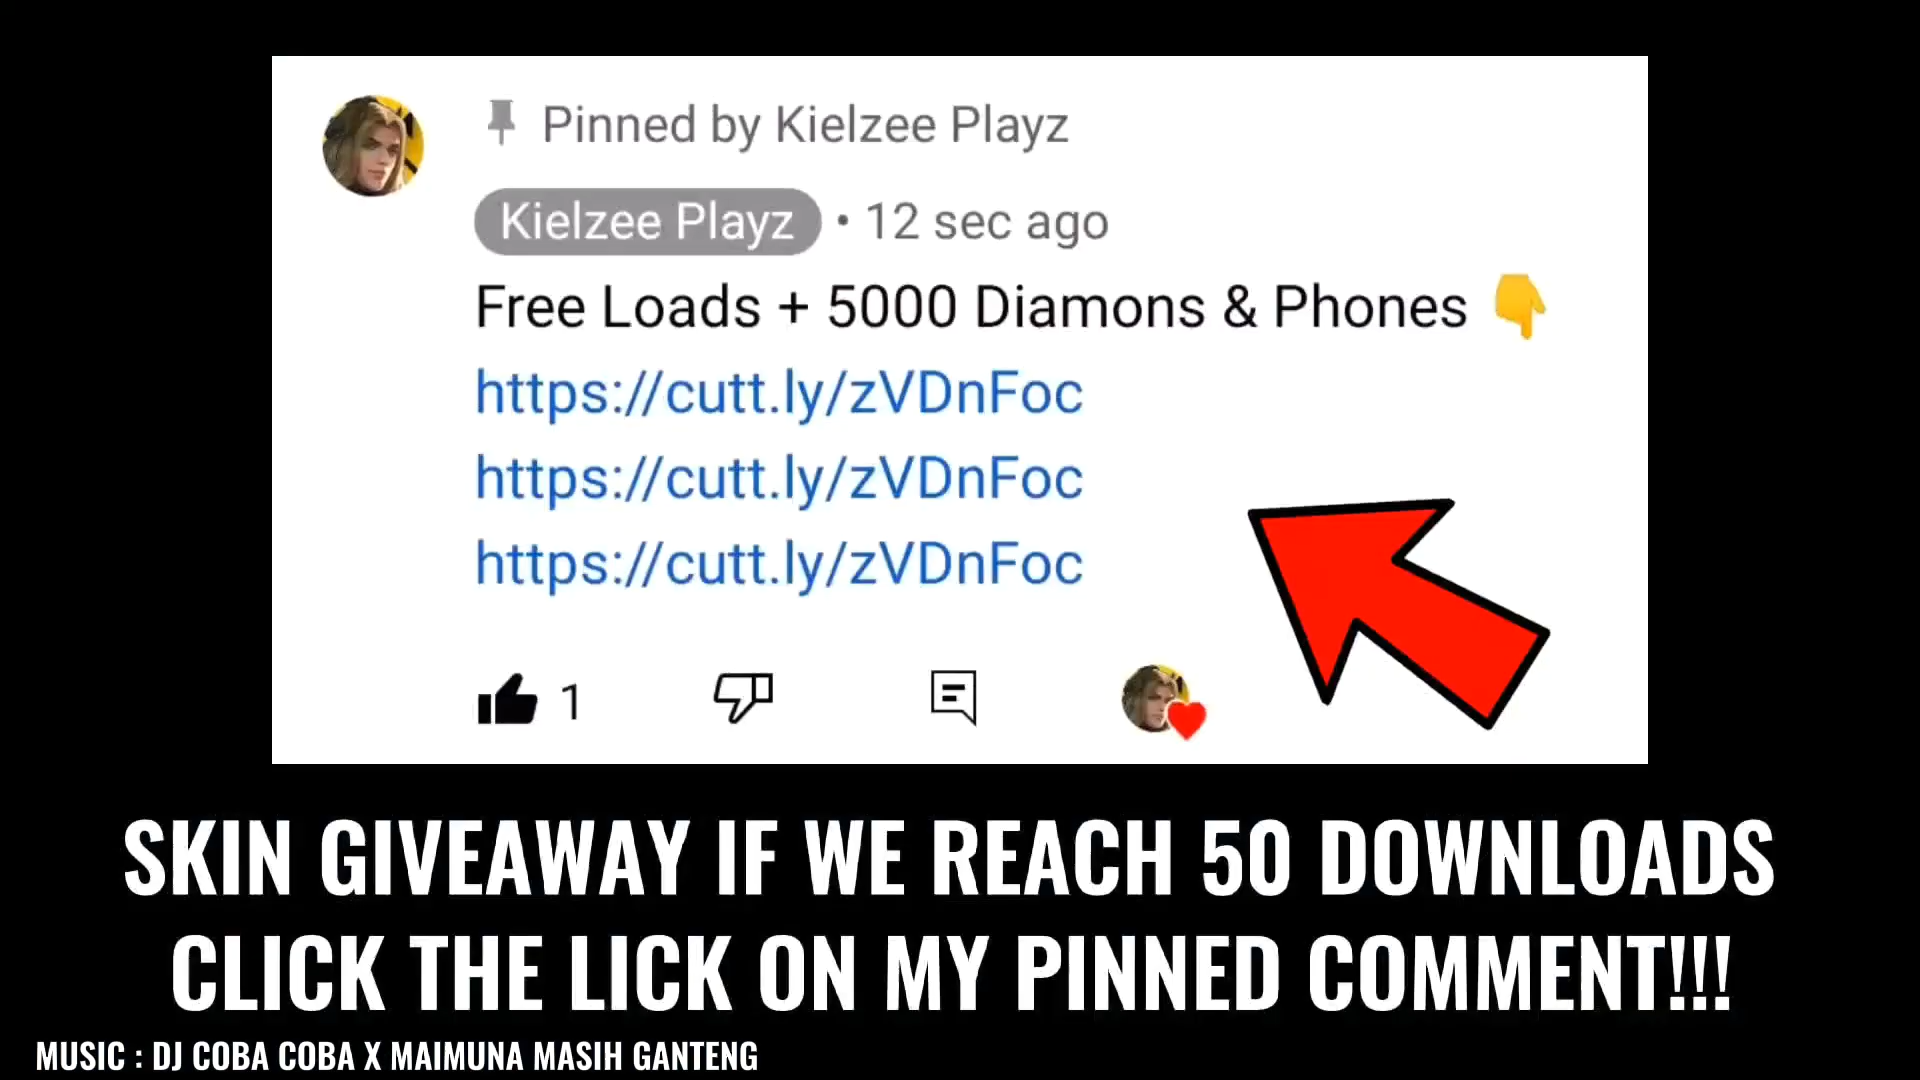 Pinned by Kielzee Playz
Kielzee Playz • 12 sec ago
Free Loads + 5000 Diamons & Phones 👇
https://cutt.ly/zVDnFoc
https://cutt.ly/zVDnFoc
https://cutt.ly/zVDnFoc
1
SKIN GIVEAWAY IF WE REACH 50 DOWNLOADS
CLICK THE LICK ON MY PINNED COMMENT!!!
MUSIC : DJ COBA COBA X MAIMUNA MASIH GANTENG